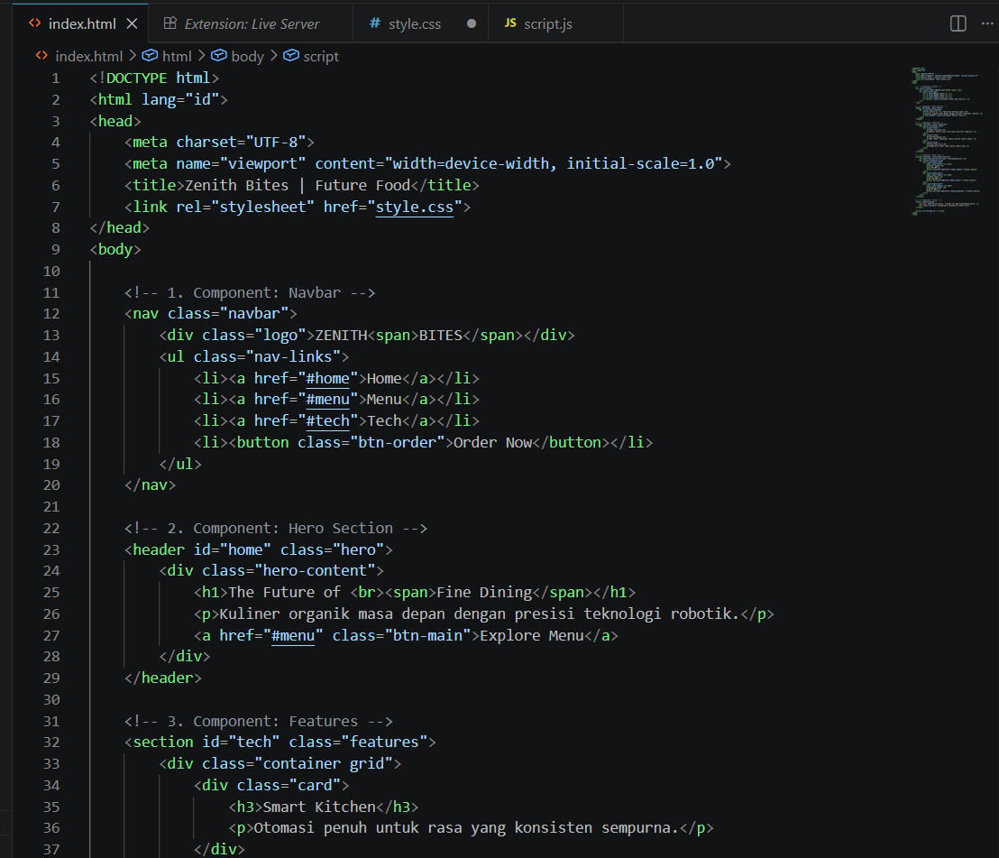 index.html
Extension: Live Server
# style.css
JS script.js
index.html > html > body > script
1 <!DOCTYPE html>
2 <html lang="id">
3 <head>
4 <meta charset="UTF-8">
5 <meta name="viewport" content="width=device-width, initial-scale=1.0">
6 <title>Zenith Bites | Future Food</title>
7 <link rel="stylesheet" href="style.css">
8 </head>
9 <body>
10
11 <!-- 1. Component: Navbar -->
12 <nav class="navbar">
13 <div class="logo">ZENITH<span>BITES</span></div>
14 <ul class="nav-links">
15 <li><a href="#home">Home</a></li>
16 <li><a href="#menu">Menu</a></li>
17 <li><a href="#tech">Tech</a></li>
18 <li><button class="btn-order">Order Now</button></li>
19 </ul>
20 </nav>
21
22 <!-- 2. Component: Hero Section -->
23 <header id="home" class="hero">
24 <div class="hero-content">
25 <h1>The Future of <br><span>Fine Dining</span></h1>
26 <p>Kuliner organik masa depan dengan presisi teknologi robotik.</p>
27 <a href="#menu" class="btn-main">Explore Menu</a>
28 </div>
29 </header>
30
31 <!-- 3. Component: Features -->
32 <section id="tech" class="features">
33 <div class="container grid">
34 <div class="card">
35 <h3>Smart Kitchen</h3>
36 <p>Otomasi penuh untuk rasa yang konsisten sempurna.</p>
37 </div>